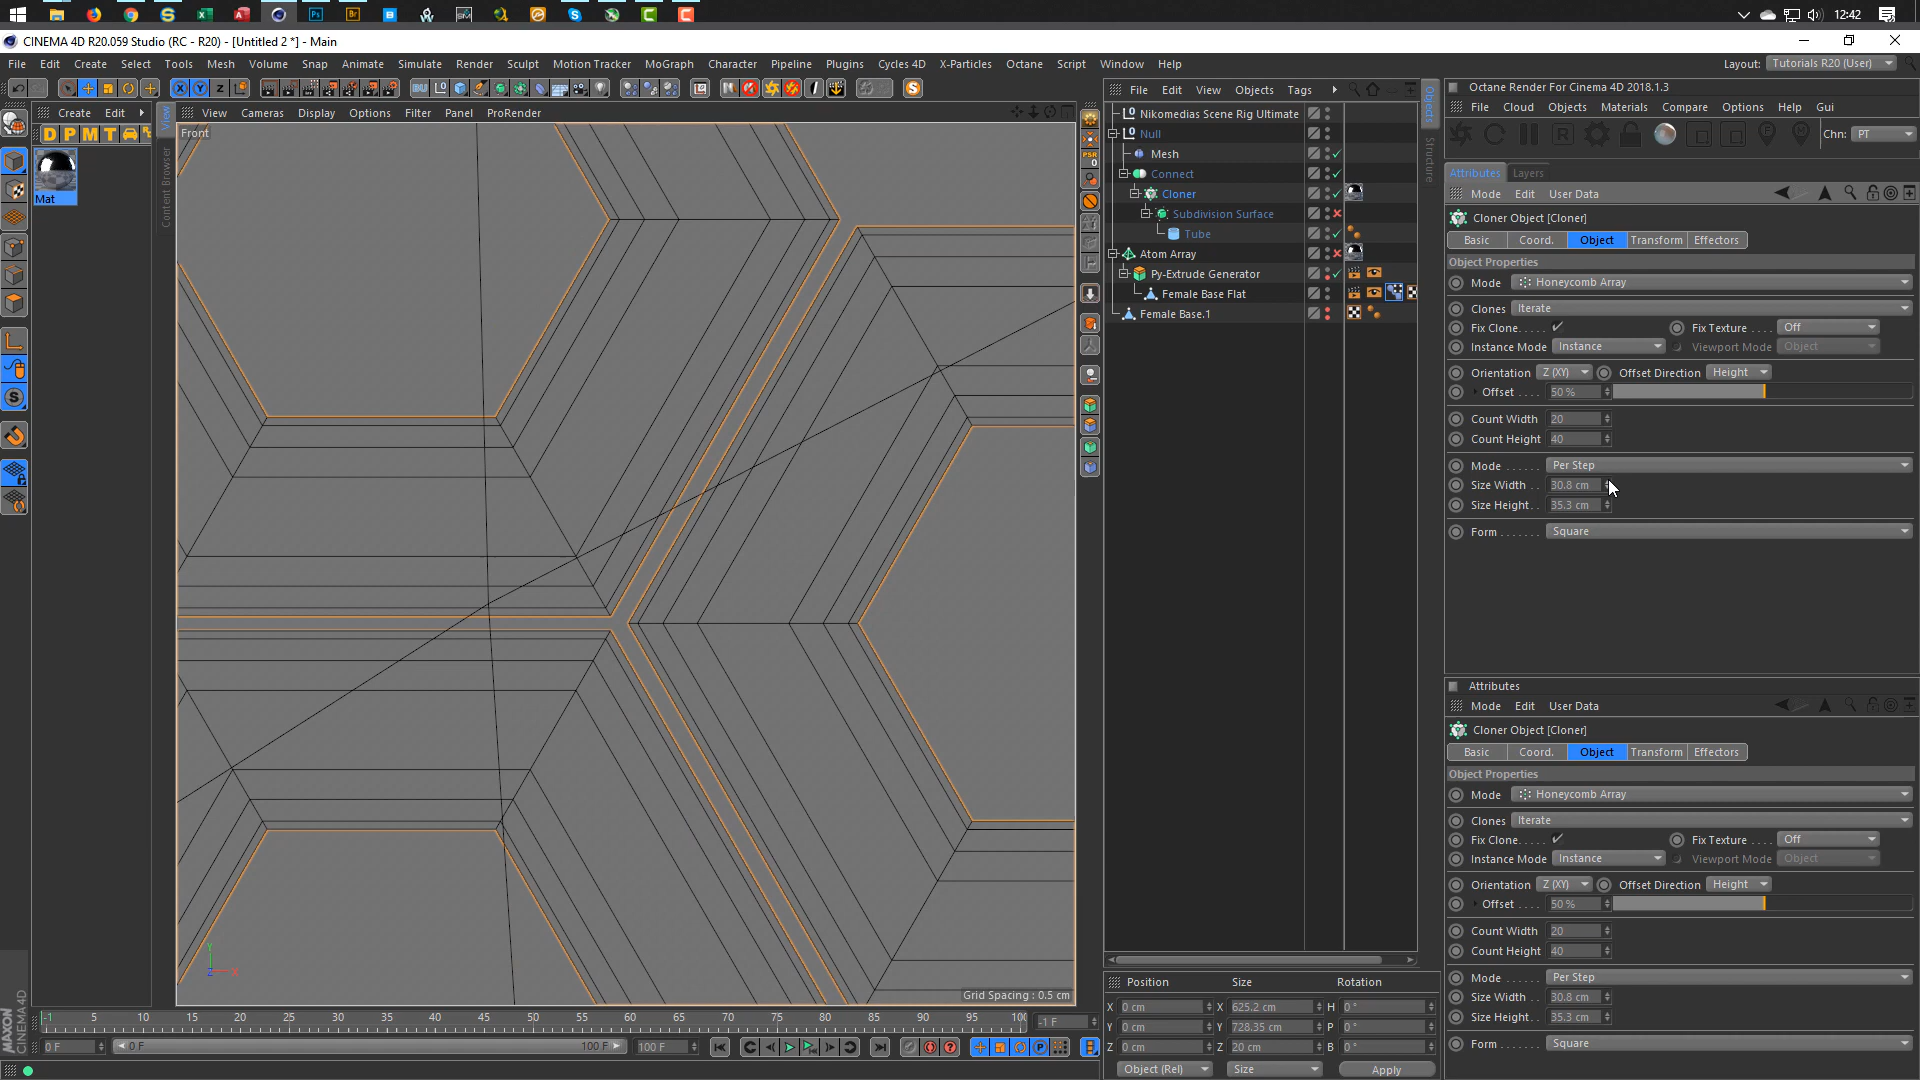 12:42
CINEMA 4D R20.059 Studio (RC - R20) - [Untitled 2 *] - Main
File Edit Create Select Tools Mesh Volume Snap Animate Simulate Render Sculpt Motion Tracker MoGraph Character Pipeline Plugins Cycles 4D X-Particles Octane Script Window Help Layout: Tutorials R20 (User)
Create Edit
D P M T
Mat
View
Content Browser
View Cameras Display Options Filter Panel ProRender
Front
Grid Spacing : 0.5 cm
PSR
0
File Edit View Objects Tags
Nikomedias Scene Rig Ultimate
Null
Mesh
Connect
Cloner
Subdivision Surface
Tube
Atom Array
Py-Extrude Generator
Female Base Flat
Female Base.1
Objects
Structure
Octane Render For Cinema 4D 2018.1.3
File Cloud Objects Materials Compare Options Help Gui
Chn: PT
Attributes Layers
Mode Edit User Data
Cloner Object [Cloner]
Basic Coord. Object Transform Effectors
Object Properties
Mode Honeycomb Array
Clones Iterate
Fix Clone. . . . . ✓ Fix Texture . . . . Off
Instance Mode Instance Viewport Mode Object
Orientation Z (XY) Offset Direction Height
Offset . . . . 50 %
Count Width 20
Count Height 40
Mode . . . . . . Per Step
Size Width . . 30.8 cm
Size Height. . 35.3 cm
Form . . . . . . . Square
Attributes
Mode Edit User Data
Cloner Object [Cloner]
Basic Coord. Object Transform Effectors
Object Properties
Mode Honeycomb Array
Clones Iterate
Fix Clone. . . . . ✓ Fix Texture . . . . Off
Instance Mode Instance Viewport Mode Object
Orientation Z (XY) Offset Direction Height
Offset . . . . 50 %
Count Width 20
Count Height 40
Mode . . . . . . Per Step
Size Width . . 30.8 cm
Size Height. . 35.3 cm
Form . . . . . . . Square
Position Size Rotation
X 0 cm X 625.2 cm H 0 °
Y 0 cm Y 728.35 cm P 0 °
Z 0 cm Z 20 cm B 0 °
Object (Rel) Size Apply
-1 5 10 15 20 25 30 35 40 45 50 55 60 65 70 75 80 85 90 95 100 -1 F
0 F 0 F 100 F 100 F
MAXON
CINEMA 4D